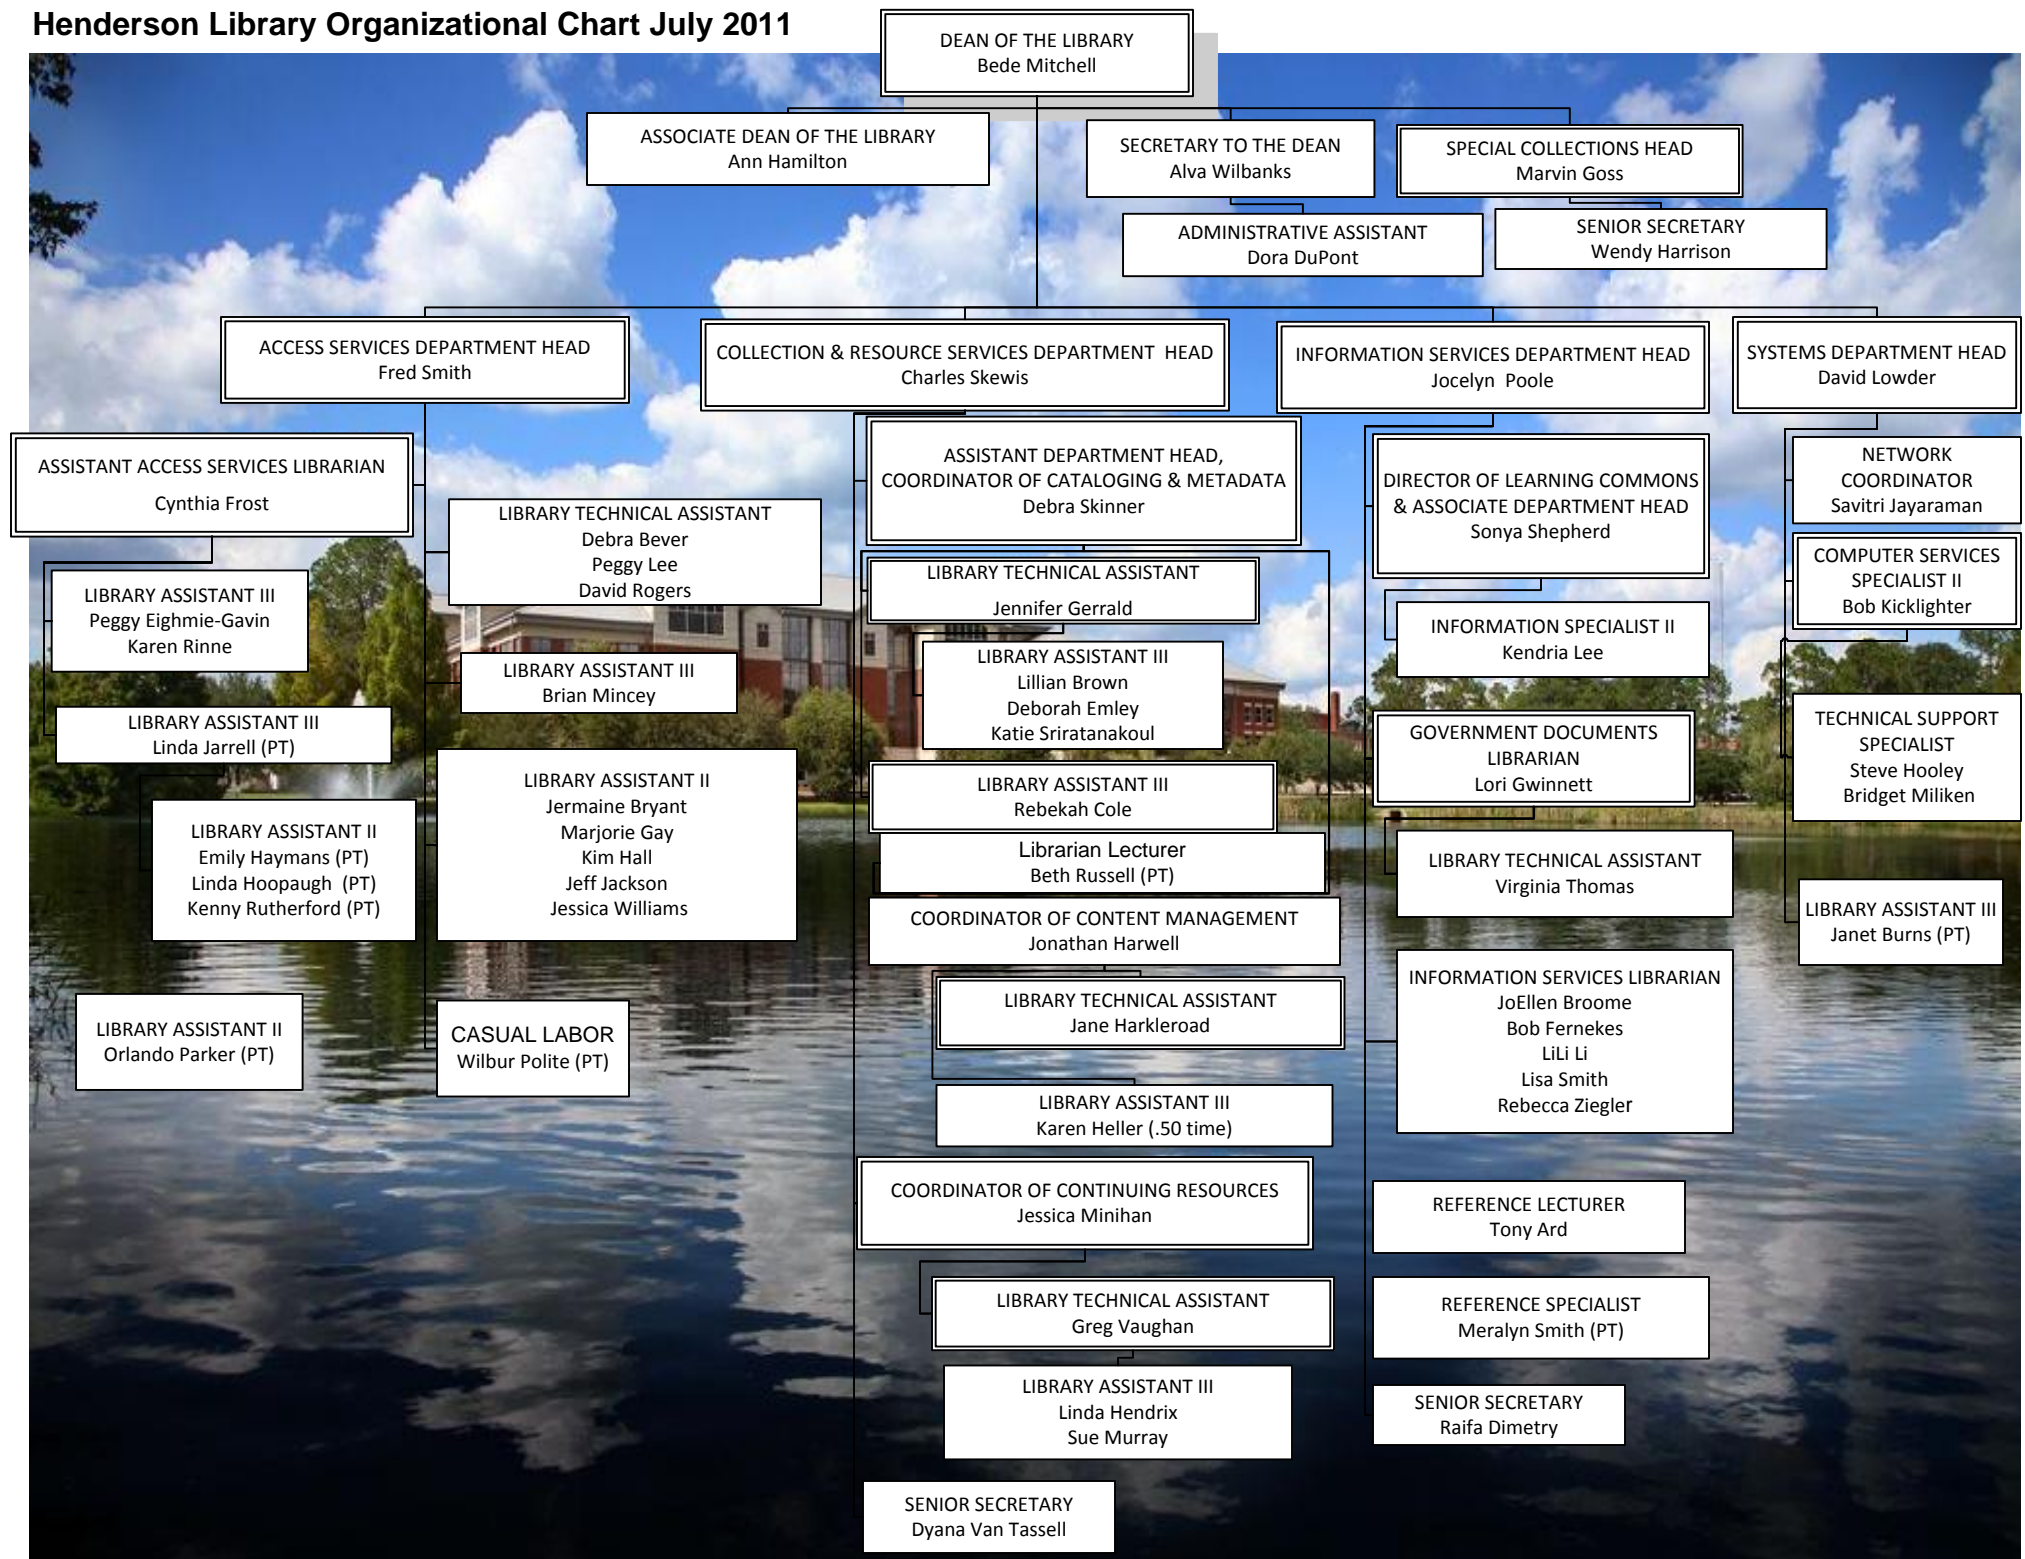 Henderson Library Organizational Chart July 2011
DEAN OF THE LIBRARY
Bede Mitchell
ASSOCIATE DEAN OF THE LIBRARY
Ann Hamilton
SECRETARY TO THE DEAN
Alva Wilbanks
SPECIAL COLLECTIONS HEAD
Marvin Goss
ADMINISTRATIVE ASSISTANT
Dora DuPont
SENIOR SECRETARY
Wendy Harrison
ACCESS SERVICES DEPARTMENT HEAD
Fred Smith
COLLECTION & RESOURCE SERVICES DEPARTMENT HEAD
Charles Skewis
INFORMATION SERVICES DEPARTMENT HEAD
Jocelyn Poole
SYSTEMS DEPARTMENT HEAD
David Lowder
ASSISTANT ACCESS SERVICES LIBRARIAN
Cynthia Frost
LIBRARY ASSISTANT III
Peggy Eighmie-Gavin
Karen Rinne
LIBRARY ASSISTANT III
Linda Jarrell (PT)
LIBRARY ASSISTANT II
Emily Haymans (PT)
Linda Hoopaugh (PT)
Kenny Rutherford (PT)
LIBRARY ASSISTANT II
Orlando Parker (PT)
LIBRARY TECHNICAL ASSISTANT
Debra Bever
Peggy Lee
David Rogers
LIBRARY ASSISTANT III
Brian Mincey
LIBRARY ASSISTANT II
Jermaine Bryant
Marjorie Gay
Kim Hall
Jeff Jackson
Jessica Williams
CASUAL LABOR
Wilbur Polite (PT)
ASSISTANT DEPARTMENT HEAD,
COORDINATOR OF CATALOGING & METADATA
Debra Skinner
LIBRARY TECHNICAL ASSISTANT
Jennifer Gerrald
LIBRARY ASSISTANT III
Lillian Brown
Deborah Emley
Katie Sriratanakoul
LIBRARY ASSISTANT III
Rebekah Cole
Librarian Lecturer
Beth Russell (PT)
COORDINATOR OF CONTENT MANAGEMENT
Jonathan Harwell
LIBRARY TECHNICAL ASSISTANT
Jane Harkleroad
LIBRARY ASSISTANT III
Karen Heller (.50 time)
COORDINATOR OF CONTINUING RESOURCES
Jessica Minihan
LIBRARY TECHNICAL ASSISTANT
Greg Vaughan
LIBRARY ASSISTANT III
Linda Hendrix
Sue Murray
SENIOR SECRETARY
Dyana Van Tassell
DIRECTOR OF LEARNING COMMONS
& ASSOCIATE DEPARTMENT HEAD
Sonya Shepherd
INFORMATION SPECIALIST II
Kendria Lee
GOVERNMENT DOCUMENTS
LIBRARIAN
Lori Gwinnett
LIBRARY TECHNICAL ASSISTANT
Virginia Thomas
INFORMATION SERVICES LIBRARIAN
JoEllen Broome
Bob Fernekes
LiLi Li
Lisa Smith
Rebecca Ziegler
REFERENCE LECTURER
Tony Ard
REFERENCE SPECIALIST
Meralyn Smith (PT)
SENIOR SECRETARY
Raifa Dimetry
NETWORK
COORDINATOR
Savitri Jayaraman
COMPUTER SERVICES
SPECIALIST II
Bob Kicklighter
TECHNICAL SUPPORT
SPECIALIST
Steve Hooley
Bridget Miliken
LIBRARY ASSISTANT III
Janet Burns (PT)